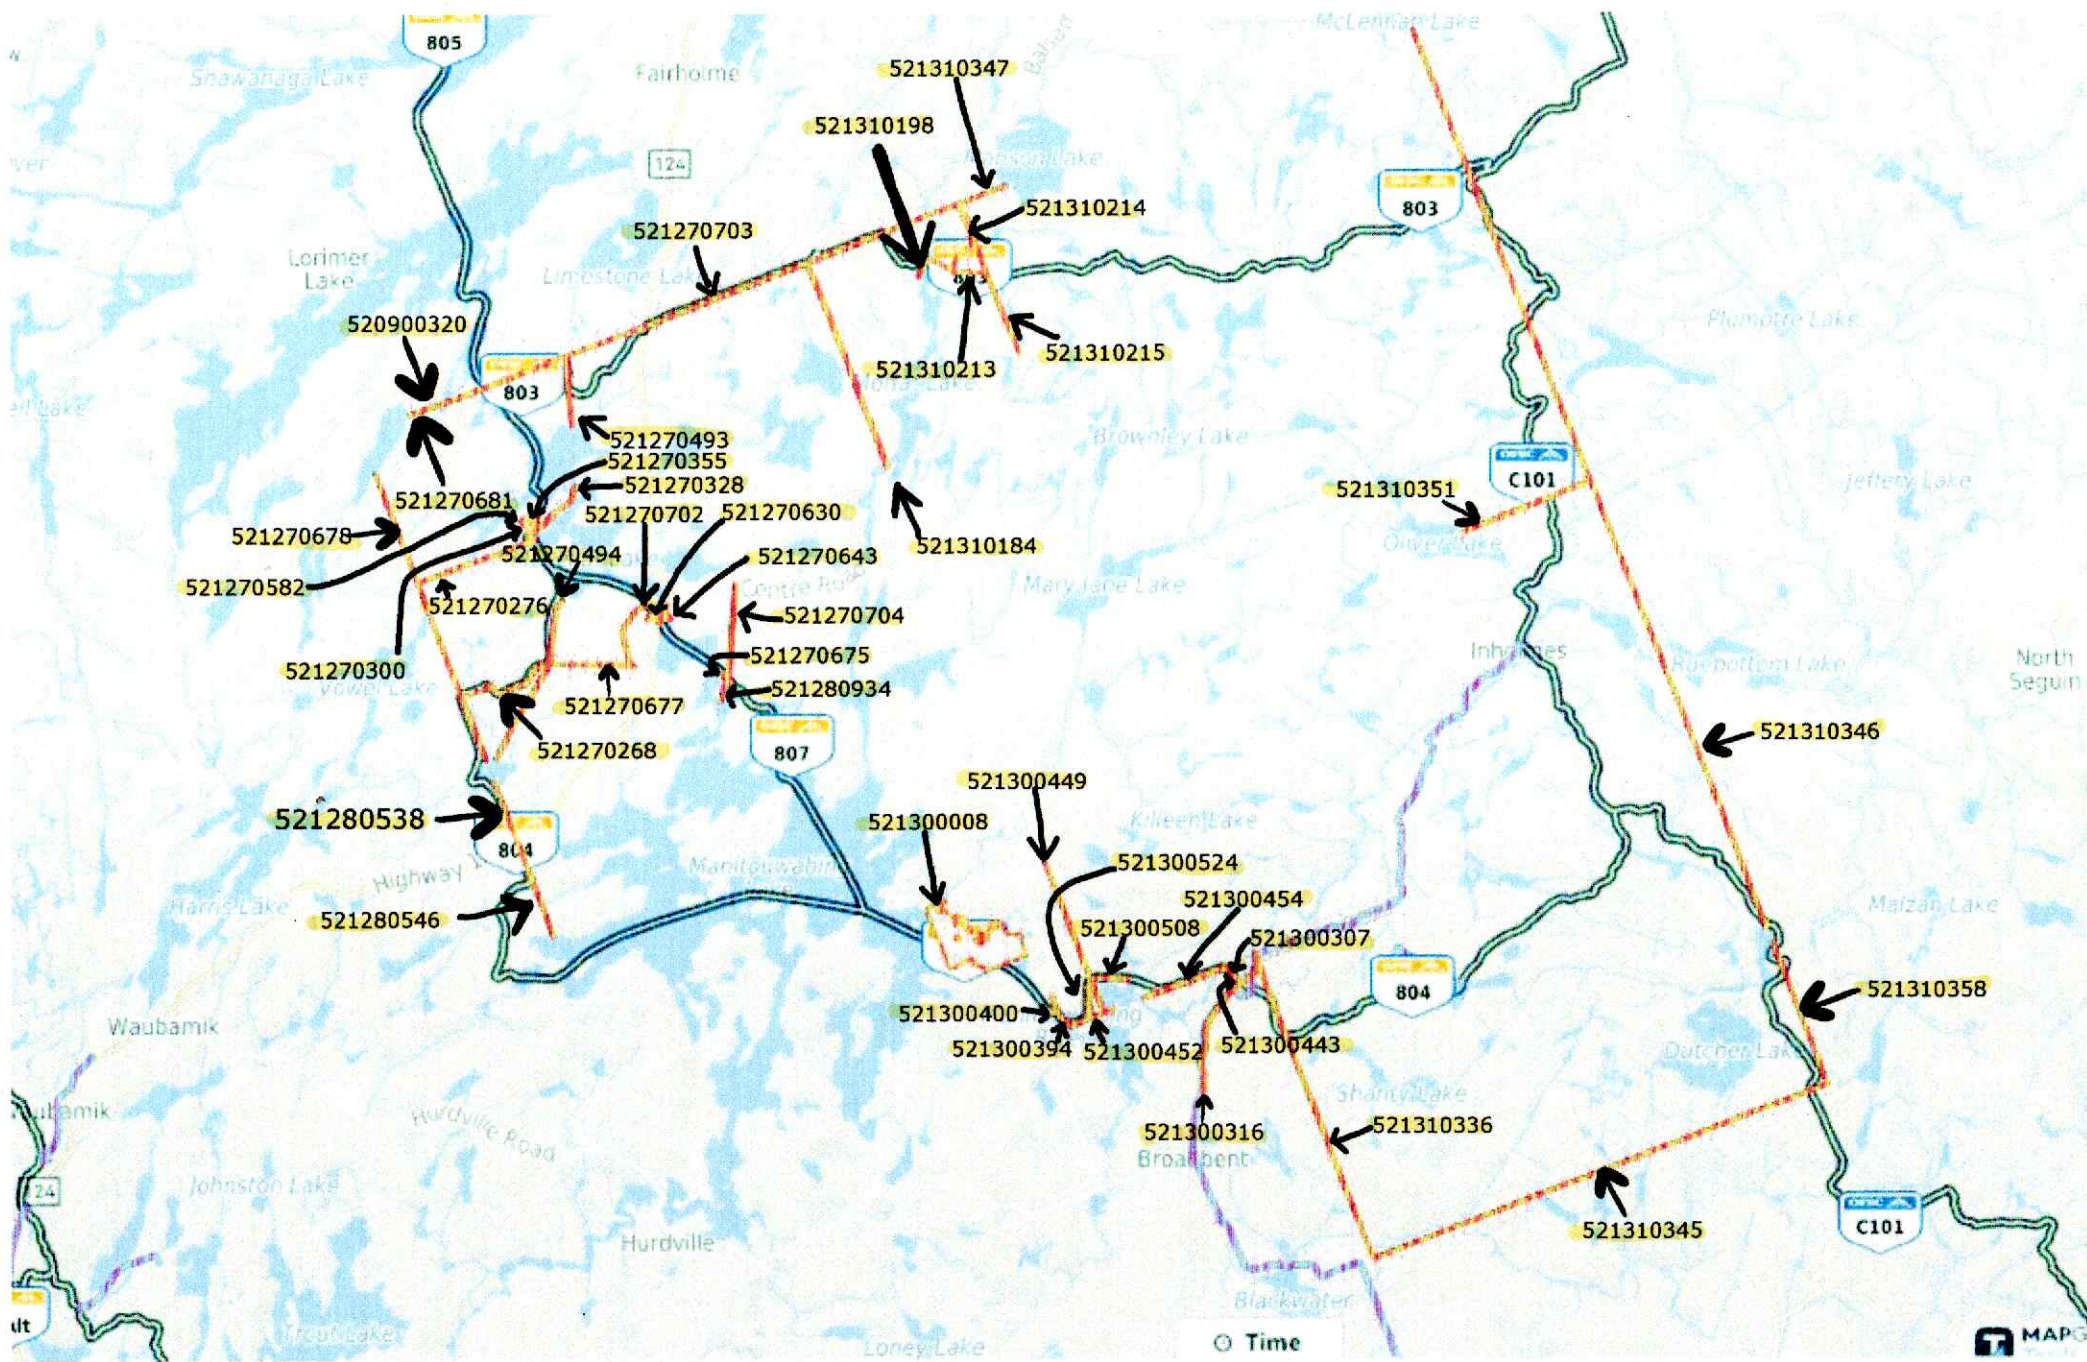 805
Shawanaga Lake
Fairholme
McLennan Lake
521310347
521310198
124
803
521310214
521270703
Lorimer
Lake
Limestone Lake
520900320
521310215
521310213
Plumotre Lake
803
521270493
521270355
521270328
521270681
521270702
521270630
Brownley Lake
C101
521310351
Jeffery Lake
521270678
521270494
521270643
521310184
Oliver Lake
521270582
521270276
Centre Road
Mary Jane Lake
521270704
521270300
521270675
521280934
521270677
521270268
Inholmes
North
Seguin
807
521310346
521300449
521280538
521300008
Killeen Lake
804
Highway
Manitouwabing
521300524
521300454
Harris Lake
521280546
521300508
521300307
Maizan Lake
804
521310358
521300400
Waubamik
521300394
521300452
521300443
Dutcher Lake
Shanty Lake
Hurdville Road
521300316
521310336
Broadbent
Johnston Lake
521310345
C101
Hurdville
Blackwater
Trout Lake
Loney Lake
Time